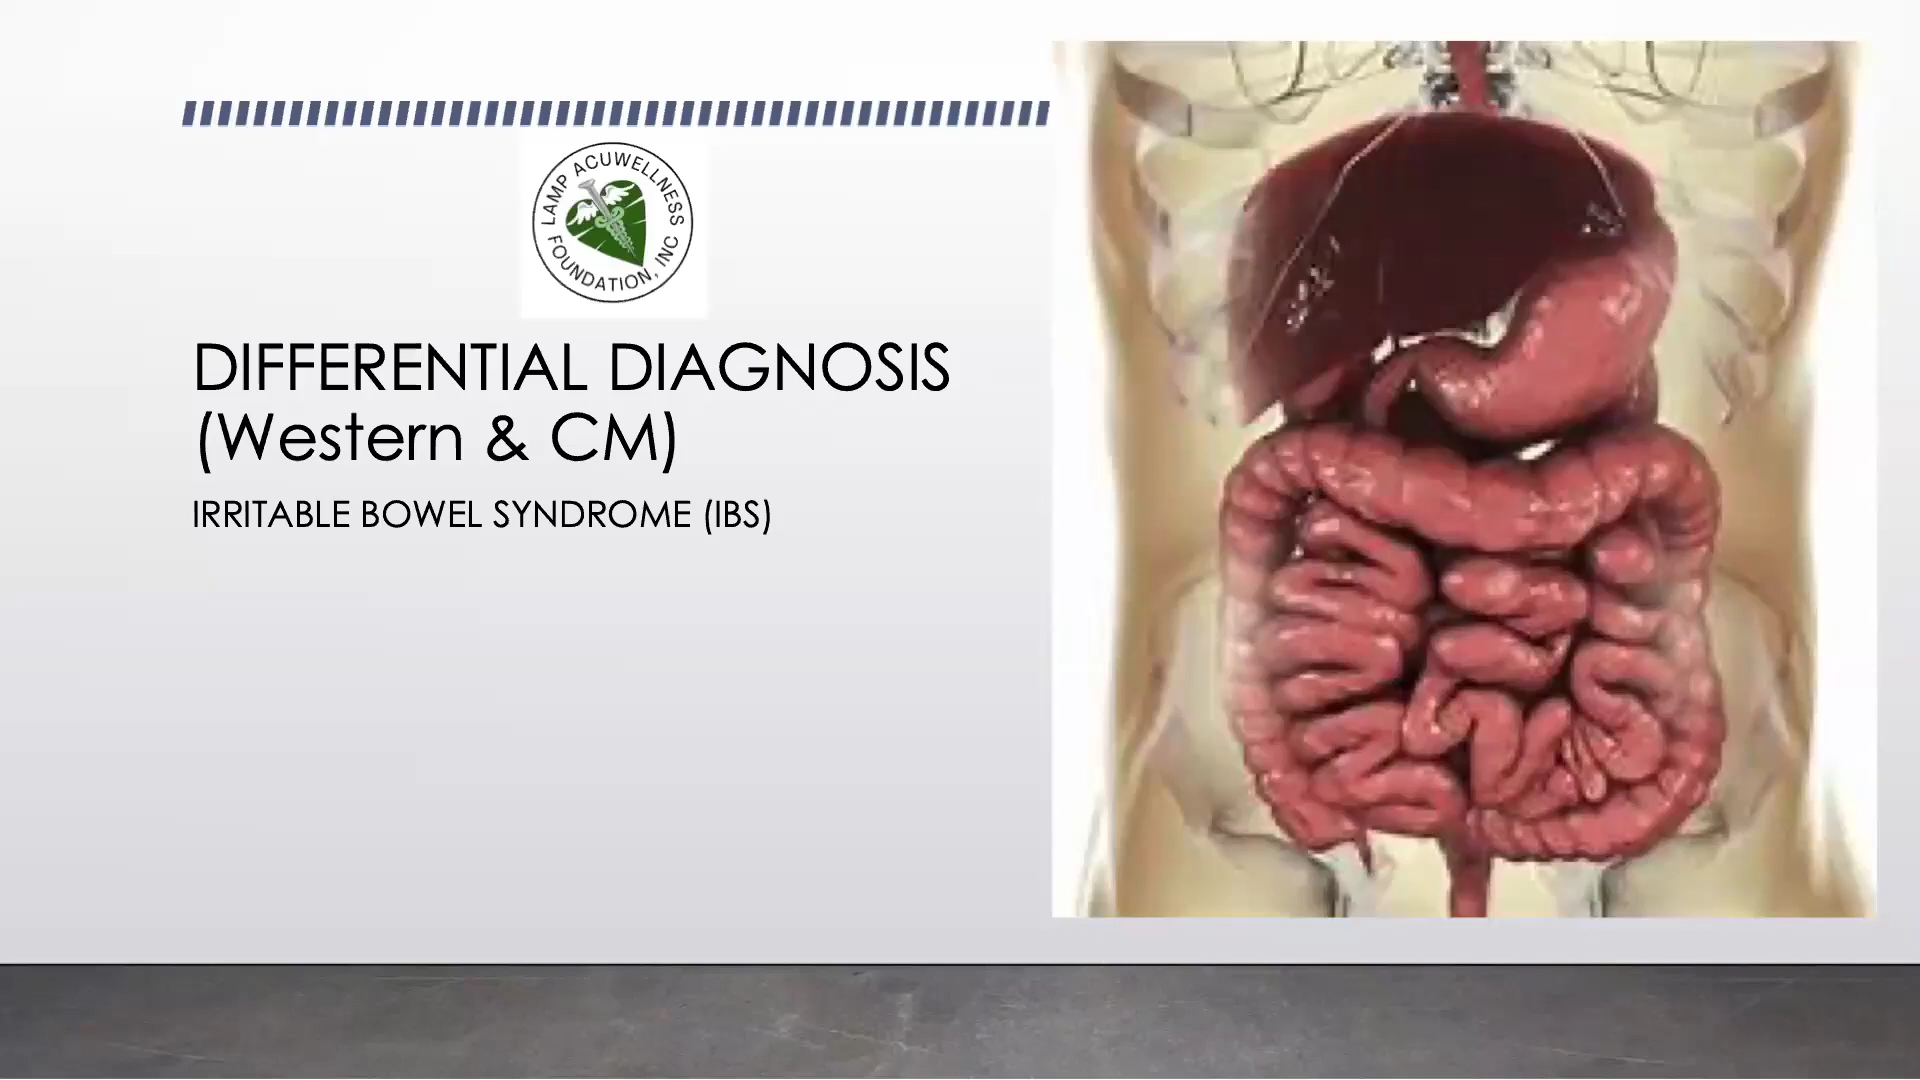 LAMP ACUWELLNESS
FOUNDATION, INC
DIFFERENTIAL DIAGNOSIS
(Western & CM)
IRRITABLE BOWEL SYNDROME (IBS)